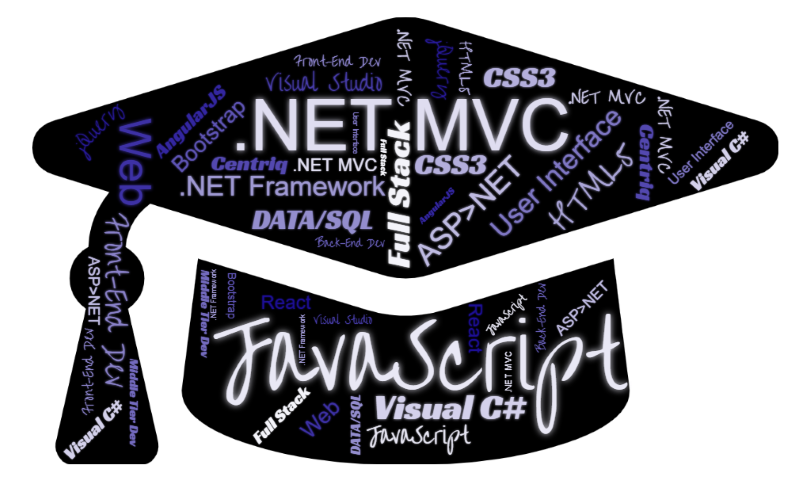 Front-End Dev
Visual Studio
.NET MVC
jQuery
HTML5
CSS3
jQuery
Web
AngularJS
Bootstrap
.NET MVC
User Interface
Full Stack
.NET MVC
.NET MVC
Centriq
User Interface
Visual C#
Centriq
.NET MVC
.NET Framework
Full Stack
CSS3
AngularJS
ASP>NET
User Interface
HTML5
DATA/SQL
Back-End Dev
Front-End Dev
ASP>NET
Front-End Dev
Middle Tier Dev
Visual C#
Middle Tier Dev
.NET Framework
Bootstrap
React
Visual Studio
.NET Framework
JavaScript
React
JavaScript
.NET MVC
Back-End Dev
ASP>NET
Full Stack
Web
DATA/SQL
Visual C#
JavaScript